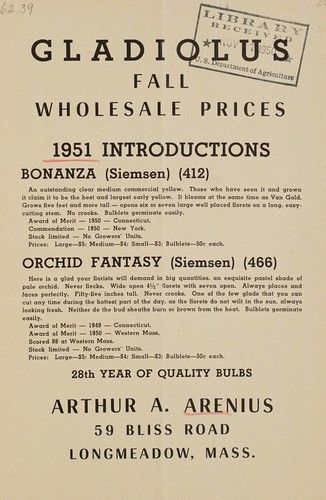 62.39
LIBRARY
RECEIVED
★ NOV 1950 ★
U. S. Department of Agriculture
GLADIOLUS
FALL
WHOLESALE PRICES
1951 INTRODUCTIONS
BONANZA (Siemsen) (412)
An outstanding clear medium commercial yellow. Those who have seen it and grown
it claim it to be the best and largest early yellow. It blooms at the same time as Van Gold.
Grows five feet and more tall — opens six or seven large well placed florets on a long, easy-
cutting stem. No crooks. Bulblets germinate easily.
Award of Merit — 1950 — Connecticut.
Commendation — 1950 — New York.
Stock limited — No Growers' Units.
Prices: Large—$5; Medium—$4; Small—$3; Bulblets—50c each.
ORCHID FANTASY (Siemsen) (466)
Here is a glad your florists will demand in big quantities, an exquisite pastel shade of
pale orchid. Never flecks. Wide open 4½" florets with seven open. Always places and
faces perfectly. Fifty-five inches tall. Never crooks. One of the few glads that you can
cut any time during the hottest part of the day, as the florets do not wilt in the sun, always
looking fresh. Neither do the bud sheaths burn or brown from the heat. Bulblets germinate
easily.
Award of Merit — 1949 — Connecticut.
Award of Merit — 1950 — Western Mass.
Scored 88 at Western Mass.
Stock limited — No Growers' Units.
Prices: Large—$5; Medium—$4; Small—$3; Bulblets—50c each.
28th YEAR OF QUALITY BULBS
ARTHUR A. ARENIUS
59 BLISS ROAD
LONGMEADOW, MASS.